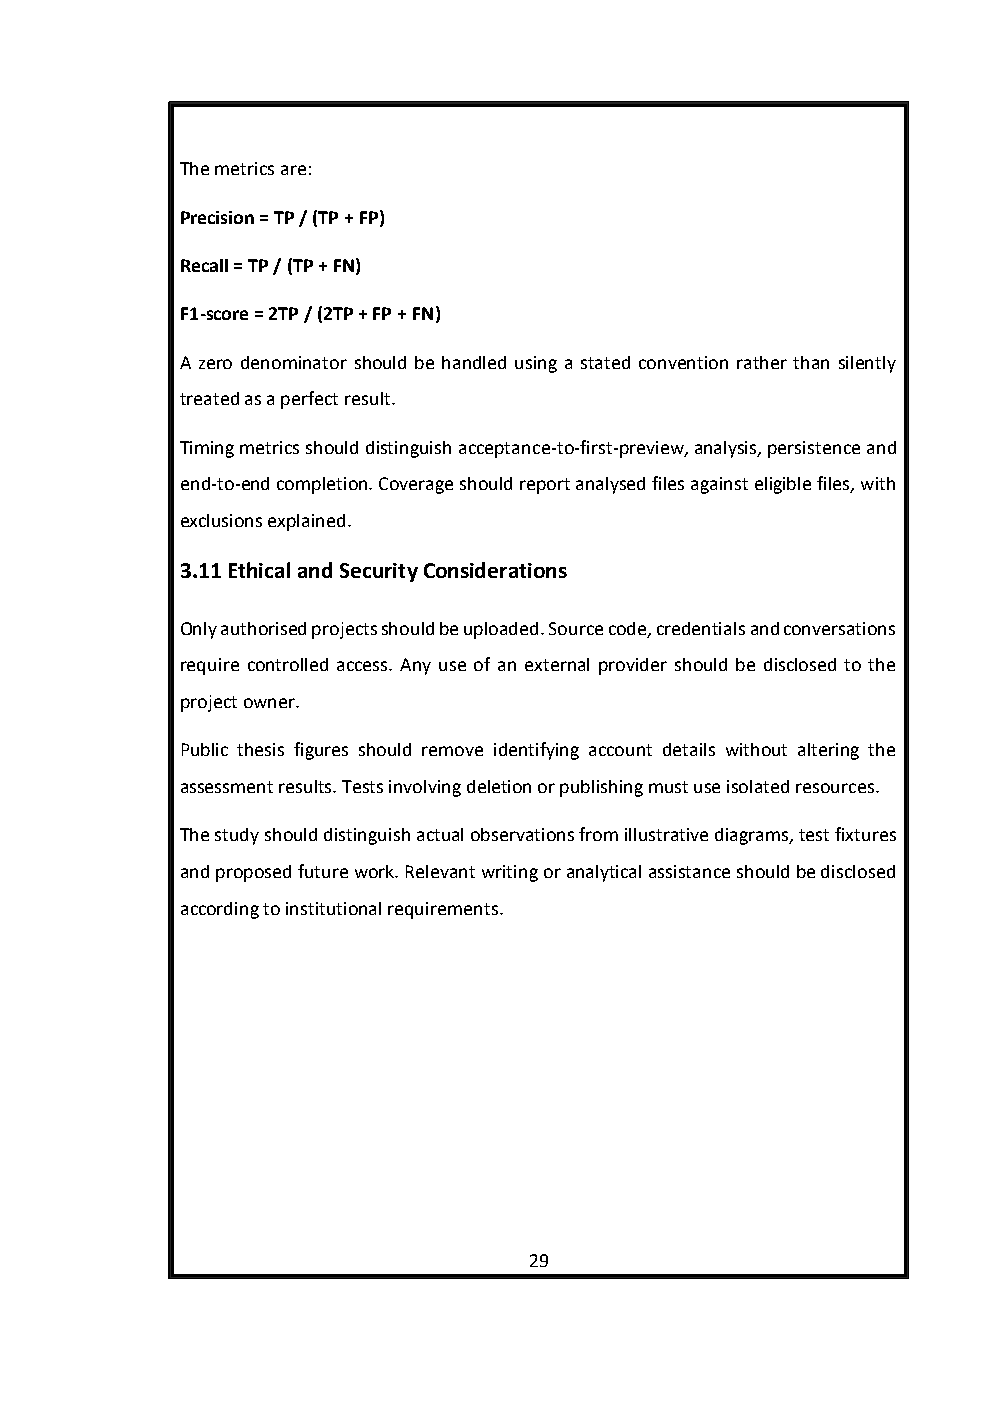 The metrics are:
Precision = TP / (TP + FP)
Recall = TP / (TP + FN)
F1-score = 2TP / (2TP + FP + FN)
A zero denominator should be handled using a stated convention rather than silently
treated as a perfect result.
Timing metrics should distinguish acceptance-to-first-preview, analysis, persistence and
end-to-end completion. Coverage should report analysed files against eligible files, with
exclusions explained.
3.11 Ethical and Security Considerations
Only authorised projects should be uploaded. Source code, credentials and conversations
require controlled access. Any use of an external provider should be disclosed to the
project owner.
Public thesis figures should remove identifying account details without altering the
assessment results. Tests involving deletion or publishing must use isolated resources.
The study should distinguish actual observations from illustrative diagrams, test fixtures
and proposed future work. Relevant writing or analytical assistance should be disclosed
according to institutional requirements.
29